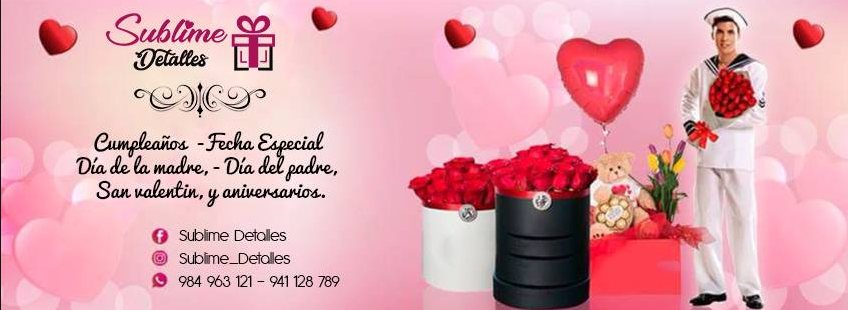 Sublime
Detalles
Cumpleaños - Fecha Especial
Día de la madre, - Día del padre,
San valentin, y aniversarios.
Sublime Detalles
Sublime_Detalles
984 963 121 – 941 128 789